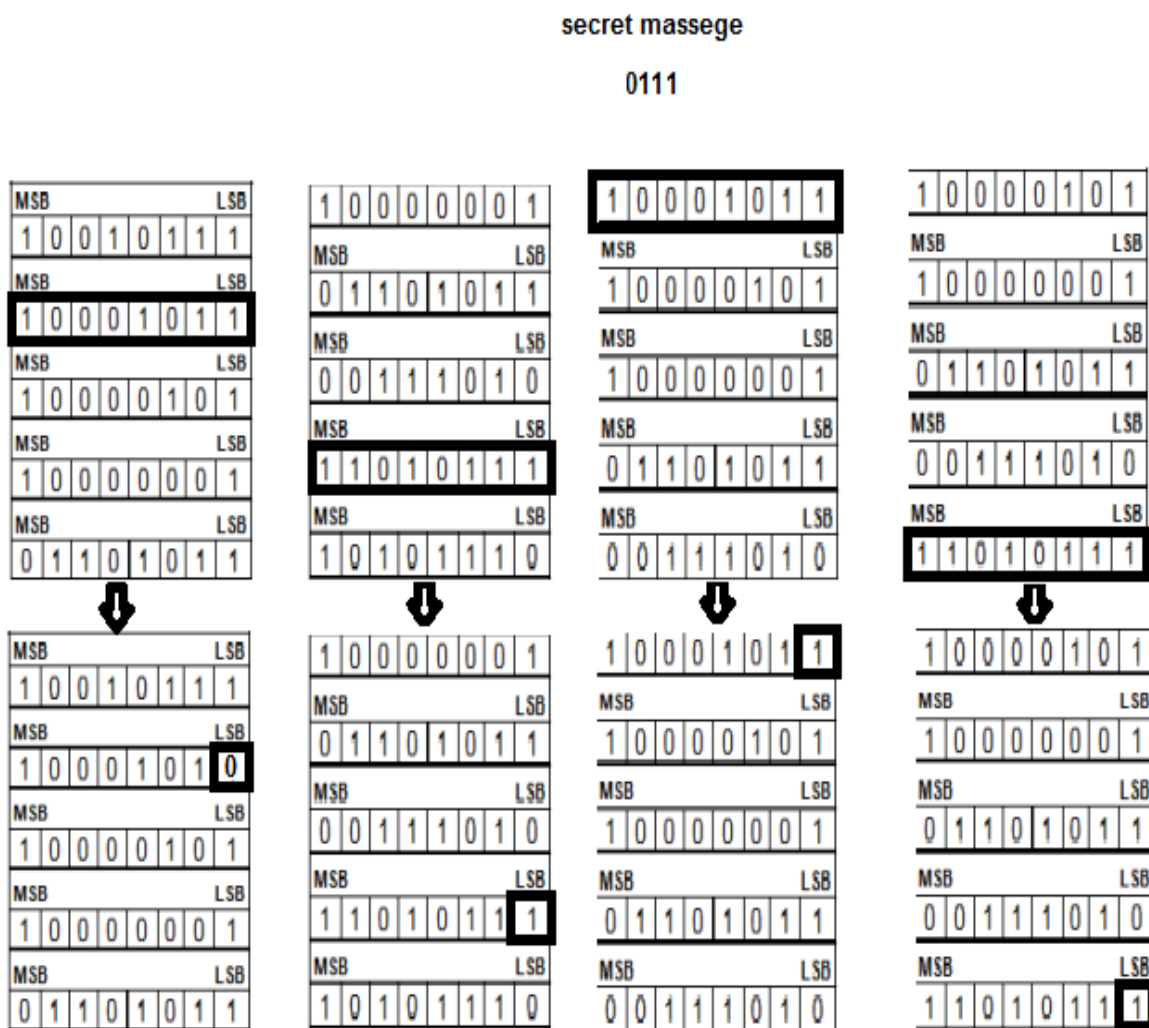 secret massege
0111
MSB LSB
1 0 0 1 0 1 1 1
MSB LSB
1 0 0 0 1 0 1 1
MSB LSB
1 0 0 0 0 1 0 1
MSB LSB
1 0 0 0 0 0 0 1
MSB LSB
0 1 1 0 1 0 1 1
1 0 0 0 0 0 0 1
MSB LSB
0 1 1 0 1 0 1 1
MSB LSB
0 0 1 1 1 0 1 0
MSB LSB
1 1 0 1 0 1 1 1
MSB LSB
1 0 1 0 1 1 1 0
1 0 0 0 1 0 1 1
MSB LSB
1 0 0 0 0 1 0 1
MSB LSB
1 0 0 0 0 0 0 1
MSB LSB
0 1 1 0 1 0 1 1
MSB LSB
0 0 1 1 1 0 1 0
1 0 0 0 0 1 0 1
MSB LSB
1 0 0 0 0 0 0 1
MSB LSB
0 1 1 0 1 0 1 1
MSB LSB
0 0 1 1 1 0 1 0
MSB LSB
1 1 0 1 0 1 1 1
MSB LSB
1 0 0 1 0 1 1 1
MSB LSB
1 0 0 0 1 0 1 0
MSB LSB
1 0 0 0 0 1 0 1
MSB LSB
1 0 0 0 0 0 0 1
MSB LSB
0 1 1 0 1 0 1 1
1 0 0 0 0 0 0 1
MSB LSB
0 1 1 0 1 0 1 1
MSB LSB
0 0 1 1 1 0 1 0
MSB LSB
1 1 0 1 0 1 1 1
MSB LSB
1 0 1 0 1 1 1 0
1 0 0 0 1 0 1 1
MSB LSB
1 0 0 0 0 1 0 1
MSB LSB
1 0 0 0 0 0 0 1
MSB LSB
0 1 1 0 1 0 1 1
MSB LSB
0 0 1 1 1 0 1 0
1 0 0 0 0 1 0 1
MSB LSB
1 0 0 0 0 0 0 1
MSB LSB
0 1 1 0 1 0 1 1
MSB LSB
0 0 1 1 1 0 1 0
MSB LSB
1 1 0 1 0 1 1 1